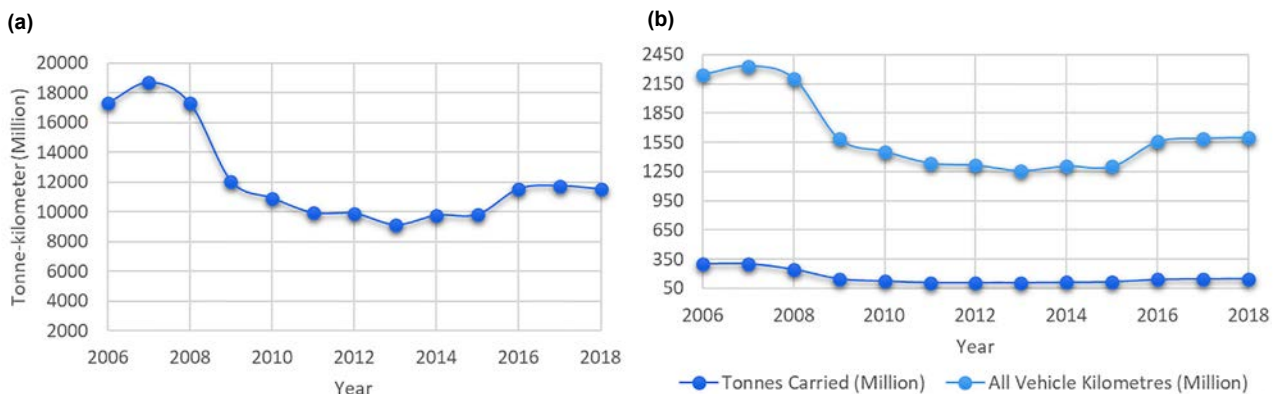 (a)
Tonne-kilometer (Million)
20000
18000
16000
14000
12000
10000
8000
6000
4000
2000
2006 2008 2010 2012 2014 2016 2018
Year
(b)
2450
2150
1850
1550
1250
950
650
350
50
2006 2008 2010 2012 2014 2016 2018
Year
Tonnes Carried (Million) All Vehicle Kilometres (Million)